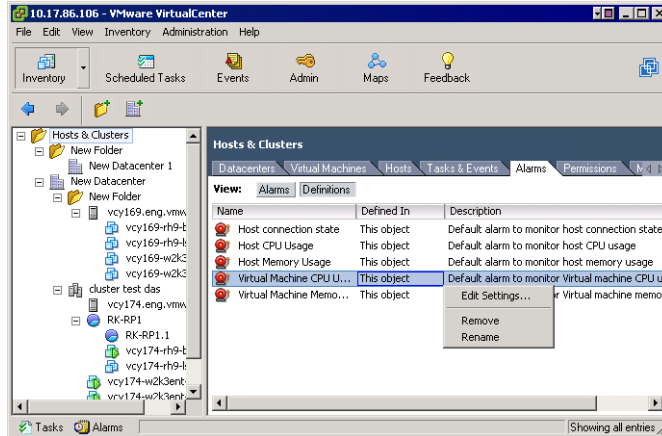 10.17.86.106 - VMware VirtualCenter
File Edit View Inventory Administration Help
Inventory Scheduled Tasks Events Admin Maps Feedback
Hosts & Clusters
New Folder
New Datacenter 1
New Datacenter
New Folder
vcy169.eng.vmw
vcy169-rh9-b
vcy169-rh9-ls
vcy169-w2k3
vcy169-w2k3
cluster test das
vcy174.eng.vmw
RK-RP1
RK-RP1.1
vcy174-rh9-b
vcy174-rh9-ls
vcy174-w2k3ent-
vcy174-w2k3ent-
Hosts & Clusters
Datacenters Virtual Machines Hosts Tasks & Events Alarms Permissions M
View: Alarms Definitions
Name Defined In Description
Host connection state This object Default alarm to monitor host connection state
Host CPU Usage This object Default alarm to monitor host CPU usage
Host Memory Usage This object Default alarm to monitor host memory usage
Virtual Machine CPU U... This object Default alarm to monitor Virtual machine CPU u
Virtual Machine Memo... This object or Virtual machine memo
Edit Settings...
Remove
Rename
Tasks Alarms Showing all entries